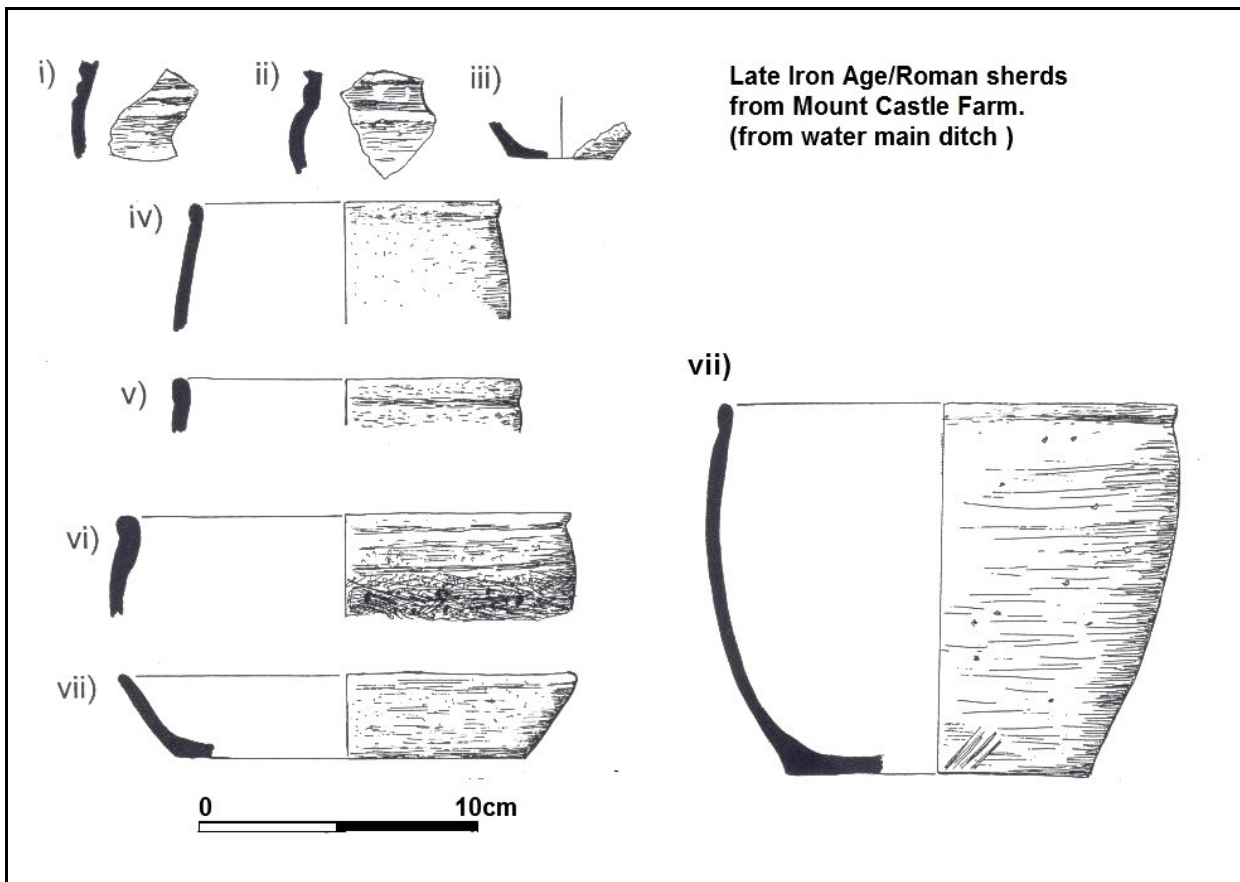 i)
ii)
iii)
Late Iron Age/Roman sherds
from Mount Castle Farm.
(from water main ditch )
iv)
v)
vii)
vi)
vii)
0 10cm